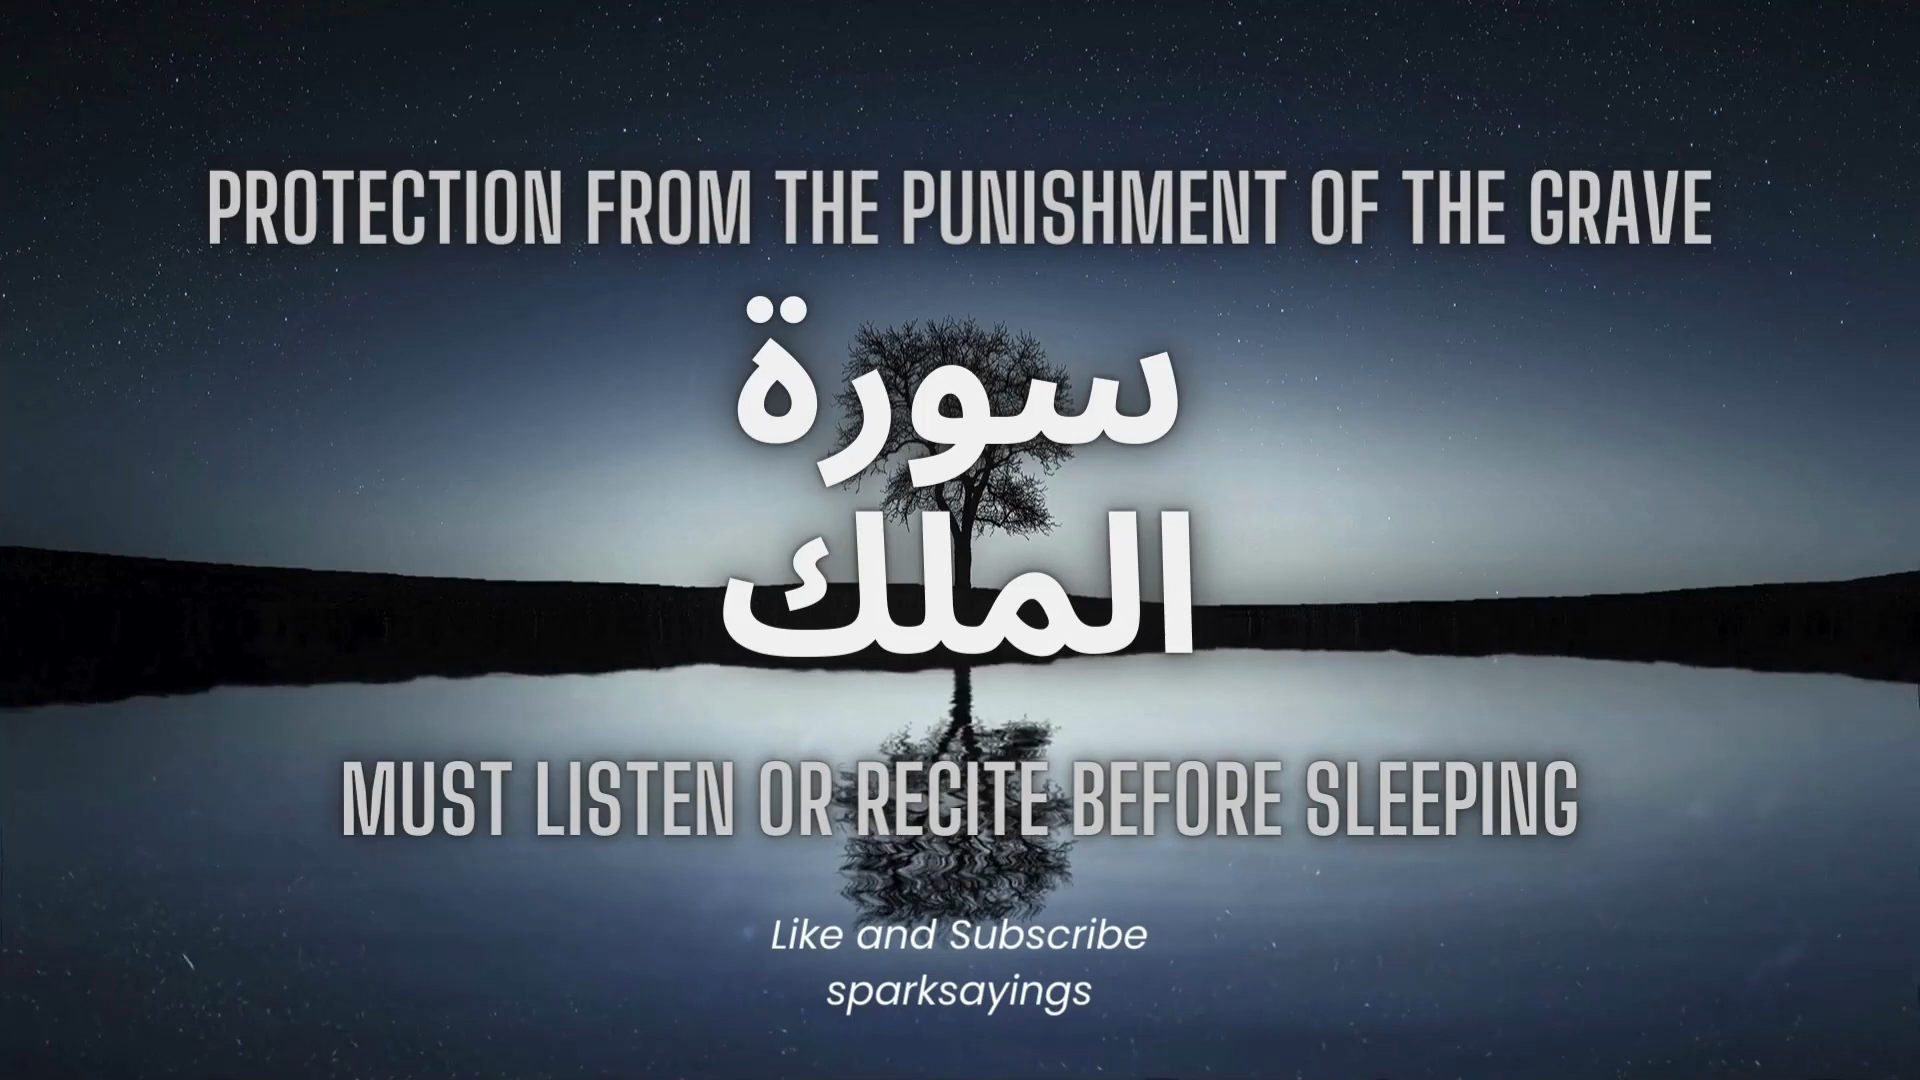 PROTECTION FROM THE PUNISHMENT OF THE GRAVE
سورة
الملك
MUST LISTEN OR RECITE BEFORE SLEEPING
Like and Subscribe
sparksayings